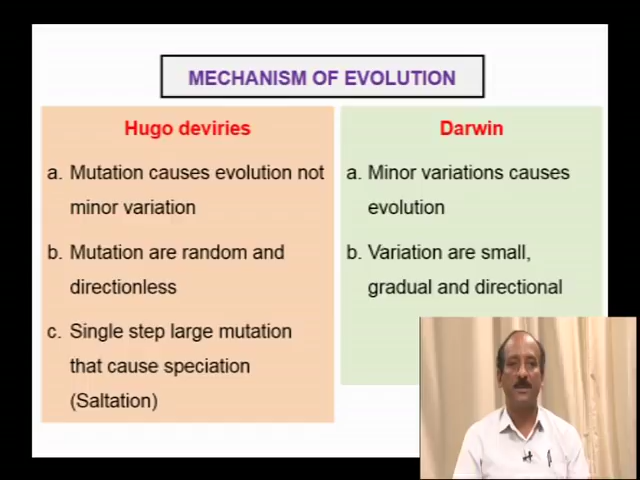 MECHANISM OF EVOLUTION
Hugo deviries
a. Mutation causes evolution not
minor variation
b. Mutation are random and
directionless
c. Single step large mutation
that cause speciation
(Saltation)
Darwin
a. Minor variations causes
evolution
b. Variation are small,
gradual and directional